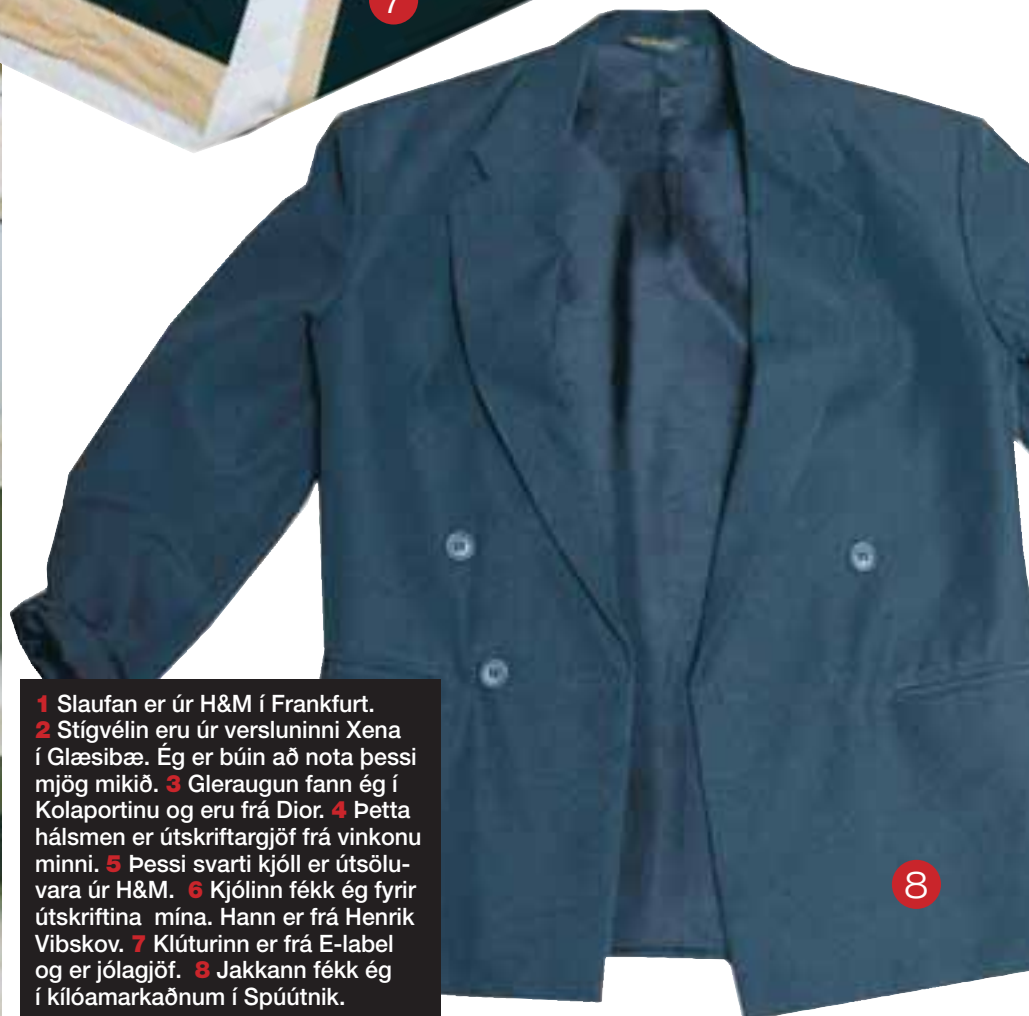 7
1 Slaufan er úr H&M í Frankfurt.
2 Stígvélin eru úr versluninni Xena
í Glæsibæ. Ég er búin að nota þessi
mjög mikið. 3 Gleraugun fann ég í
Kolaportinu og eru frá Dior. 4 Þetta
hálsmen er útskriftargjöf frá vinkonu
minni. 5 Þessi svarti kjóll er útsölu-
vara úr H&M. 6 Kjólinn fékk ég fyrir
útskriftina mína. Hann er frá Henrik
Vibskov. 7 Klúturinn er frá E-label
og er jólagjöf. 8 Jakkann fékk ég
í kílóamarkaðnum í Spúútnik.
8